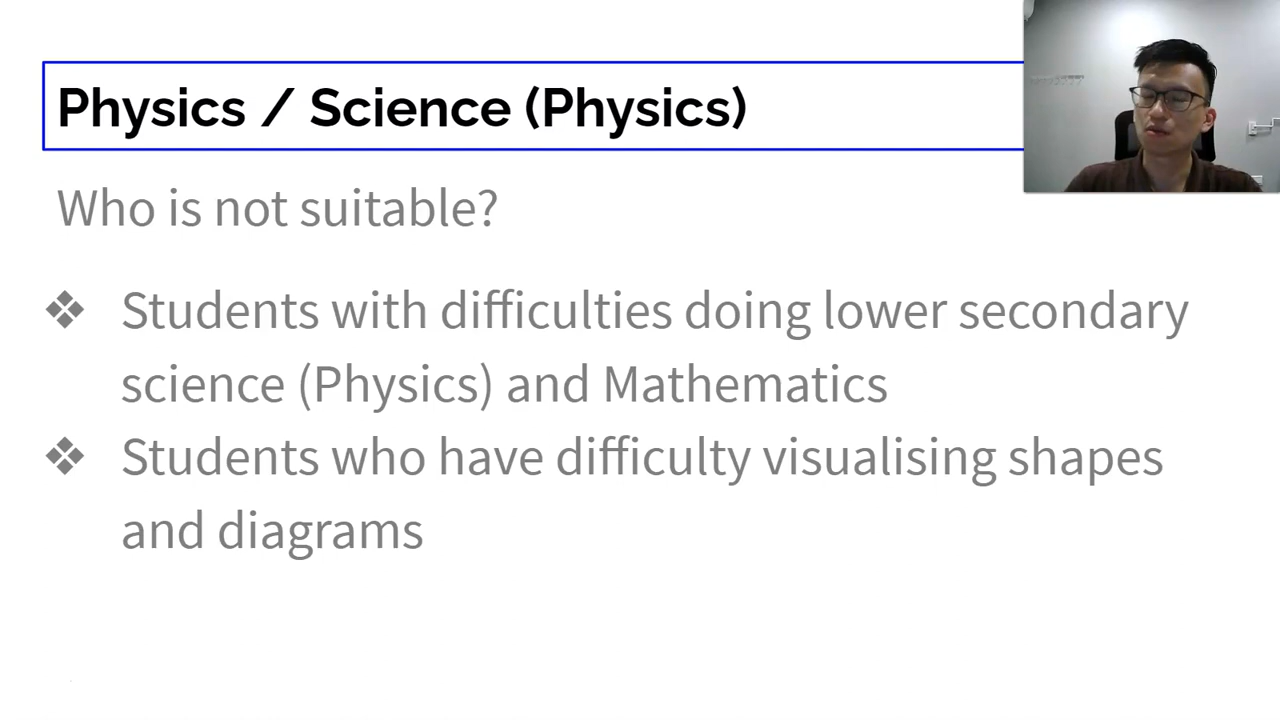 Physics / Science (Physics)
Who is not suitable?
❖ Students with difficulties doing lower secondary
science (Physics) and Mathematics
❖ Students who have difficulty visualising shapes
and diagrams